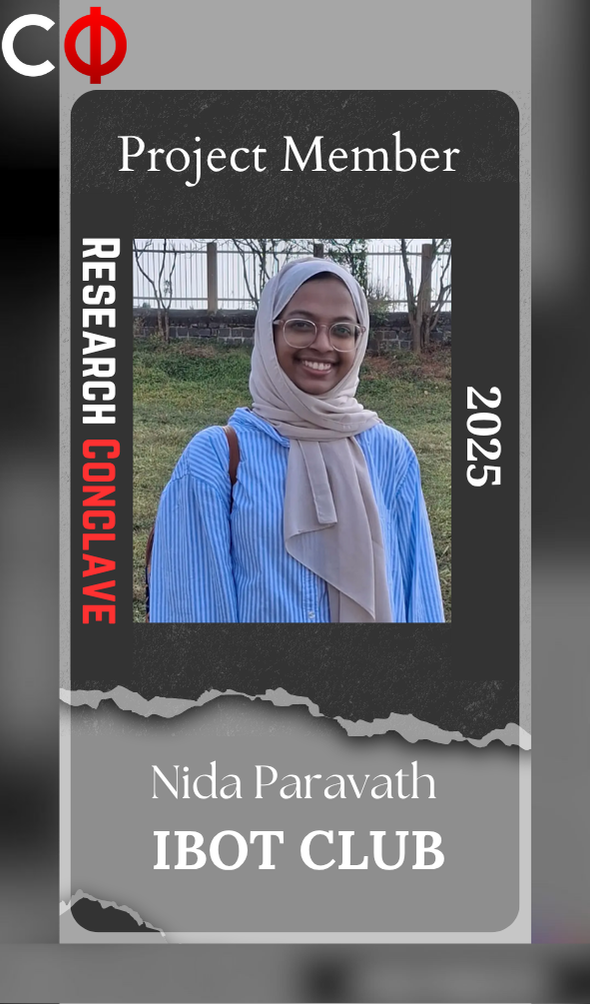 CΦ
Project Member
RESEARCH CONCLAVE
2025
Nida Paravath
IBOT CLUB